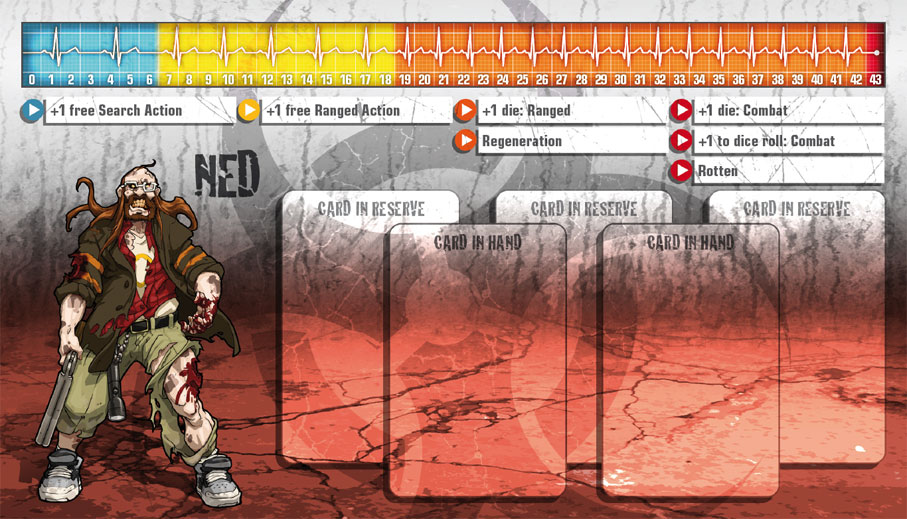 0 1 2 3 4 5 6 7 8 9 10 11 12 13 14 15 16 17 18 19 20 21 22 23 24 25 26 27 28 29 30 31 32 33 34 35 36 37 38 39 40 41 42 43
+1 free Search Action +1 free Ranged Action +1 die: Ranged +1 die: Combat
Regeneration +1 to dice roll: Combat
Rotten
NED
CARD IN RESERVE CARD IN RESERVE CARD IN RESERVE
CARD IN HAND CARD IN HAND